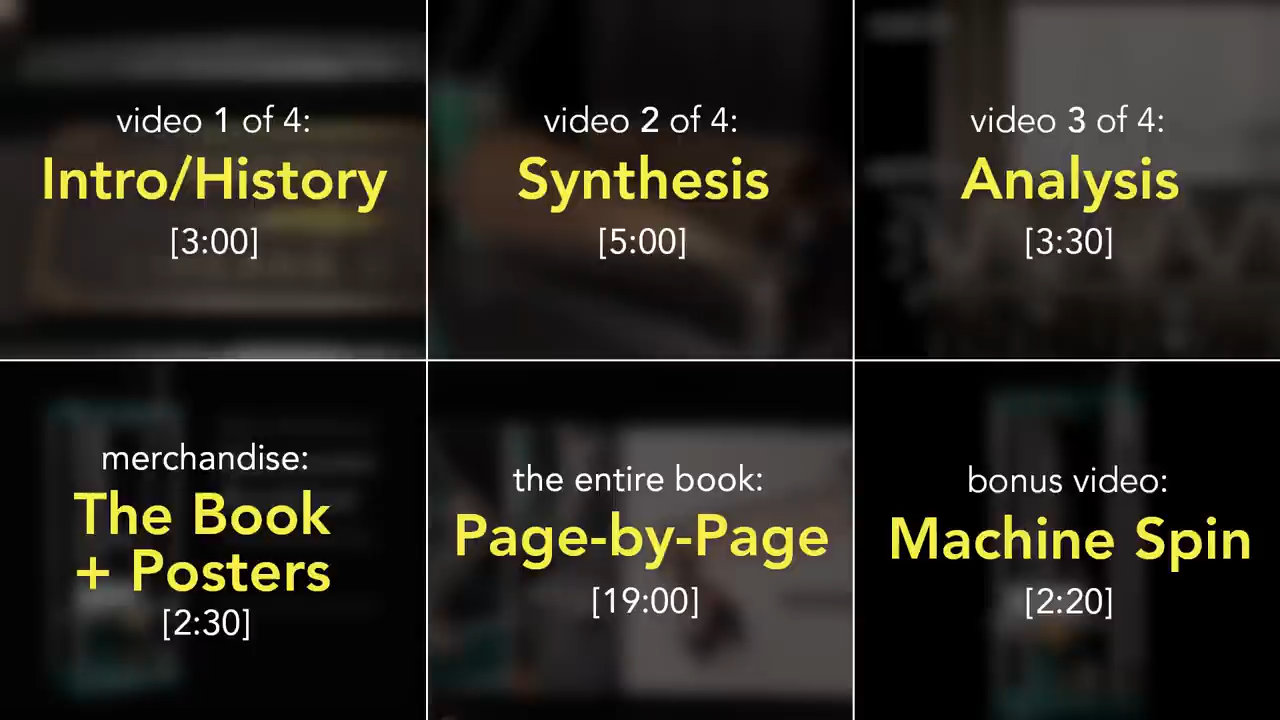 video 1 of 4:
Intro/History
[3:00]
video 2 of 4:
Synthesis
[5:00]
video 3 of 4:
Analysis
[3:30]
merchandise:
The Book
+ Posters
[2:30]
the entire book:
Page-by-Page
[19:00]
bonus video:
Machine Spin
[2:20]